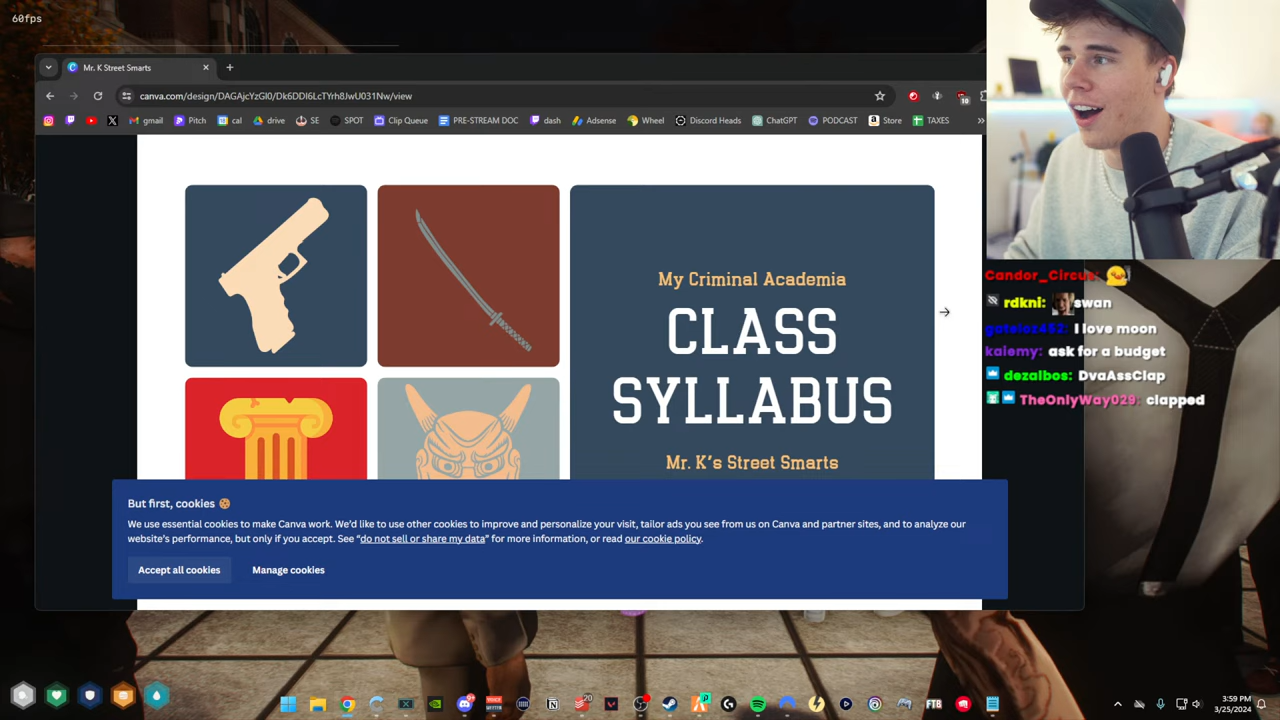 60fps
Mr. K Street Smarts
canva.com/design/DAGAjcYzGl0/Dk6DDI6LcTYrh8JwU031Nw/view
10
gmail
Pitch
cal
drive
SE
SPOT
Clip Queue
PRE-STREAM DOC
dash
Adsense
Wheel
Discord Heads
ChatGPT
PODCAST
Store
TAXES
My Criminal Academia
CLASS
SYLLABUS
Mr. K's Street Smarts
But first, cookies
We use essential cookies to make Canva work. We'd like to use other cookies to improve and personalize your visit, tailor ads you see from us on Canva and partner sites, and to analyze our
website's performance, but only if you accept. See "do not sell or share my data" for more information, or read our cookie policy.
Accept all cookies
Manage cookies
Candor_Circus:
rdkni: swan
I love moon
kaiemy: ask for a budget
dezalbos: DvaAssClap
TheOnlyWay029: clapped
20
FTB
3:59 PM
3/25/2024